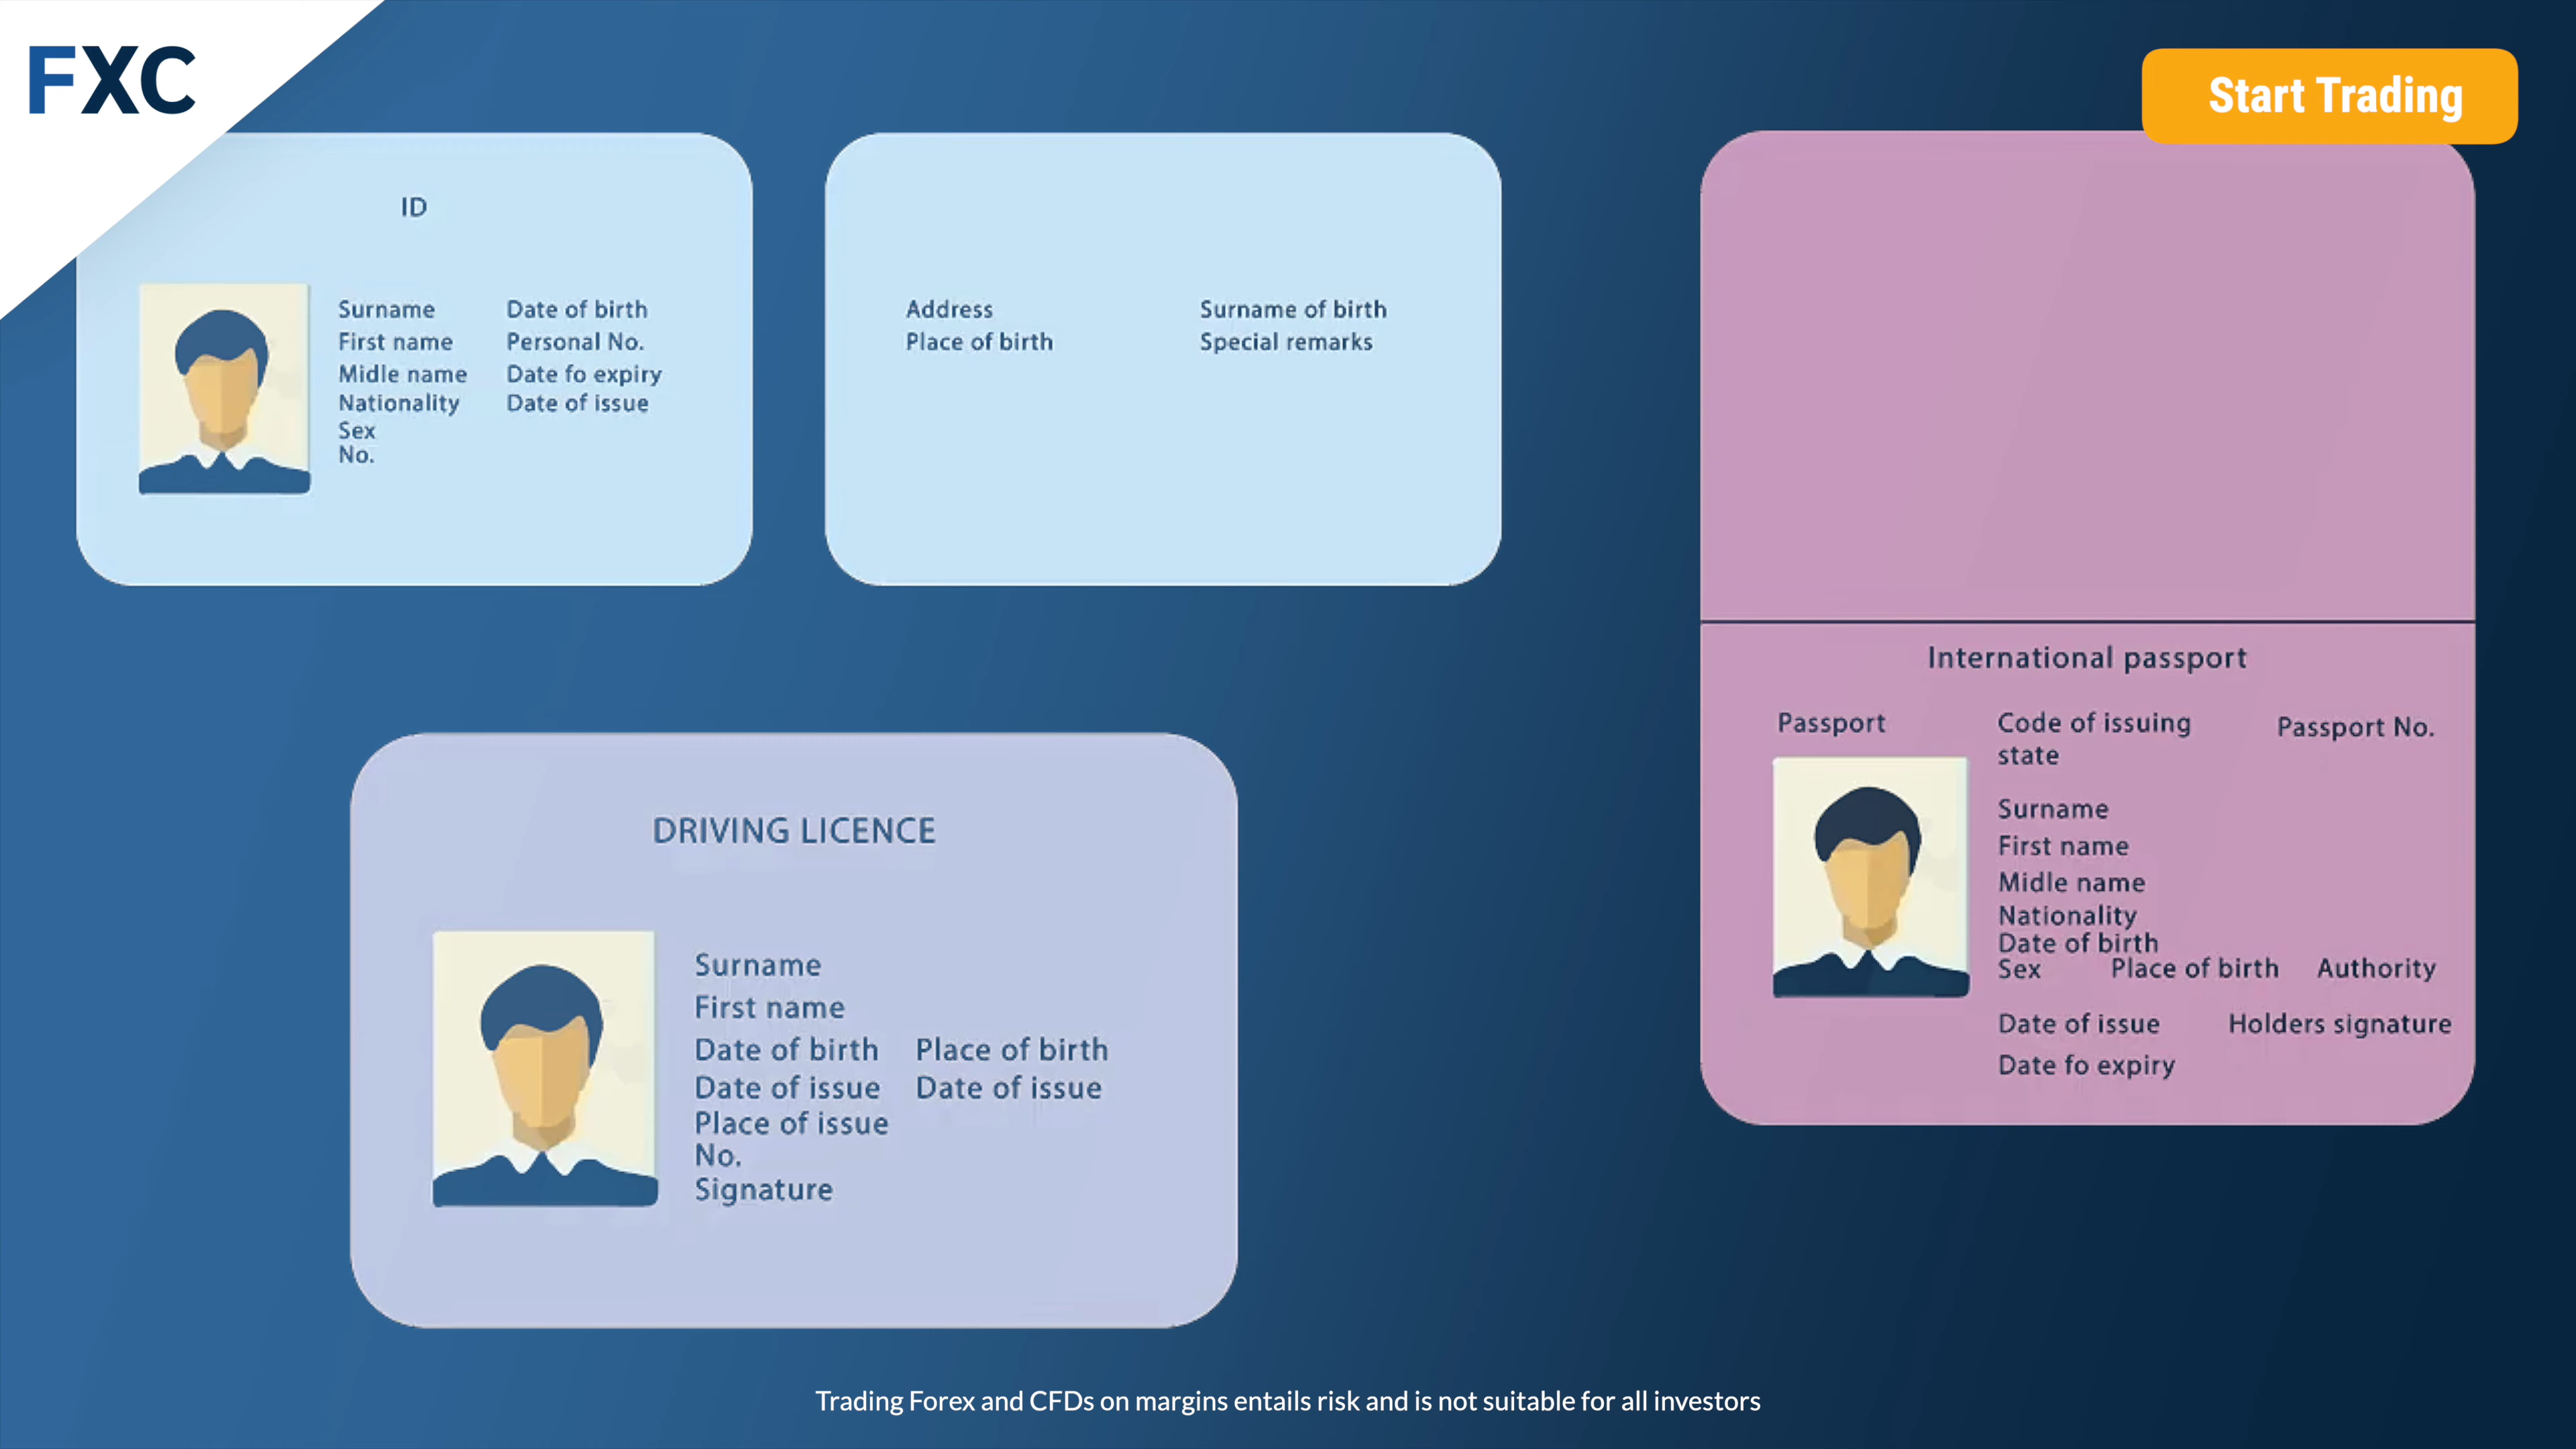 FXC
Start Trading
ID
Surname Date of birth
First name Personal No.
Midle name Date fo expiry
Nationality Date of issue
Sex
No.
Address Surname of birth
Place of birth Special remarks
International passport
Passport Code of issuing state Passport No.
Surname
First name
Midle name
Nationality
Date of birth
Sex Place of birth Authority
Date of issue Holders signature
Date fo expiry
DRIVING LICENCE
Surname
First name
Date of birth Place of birth
Date of issue Date of issue
Place of issue
No.
Signature
Trading Forex and CFDs on margins entails risk and is not suitable for all investors